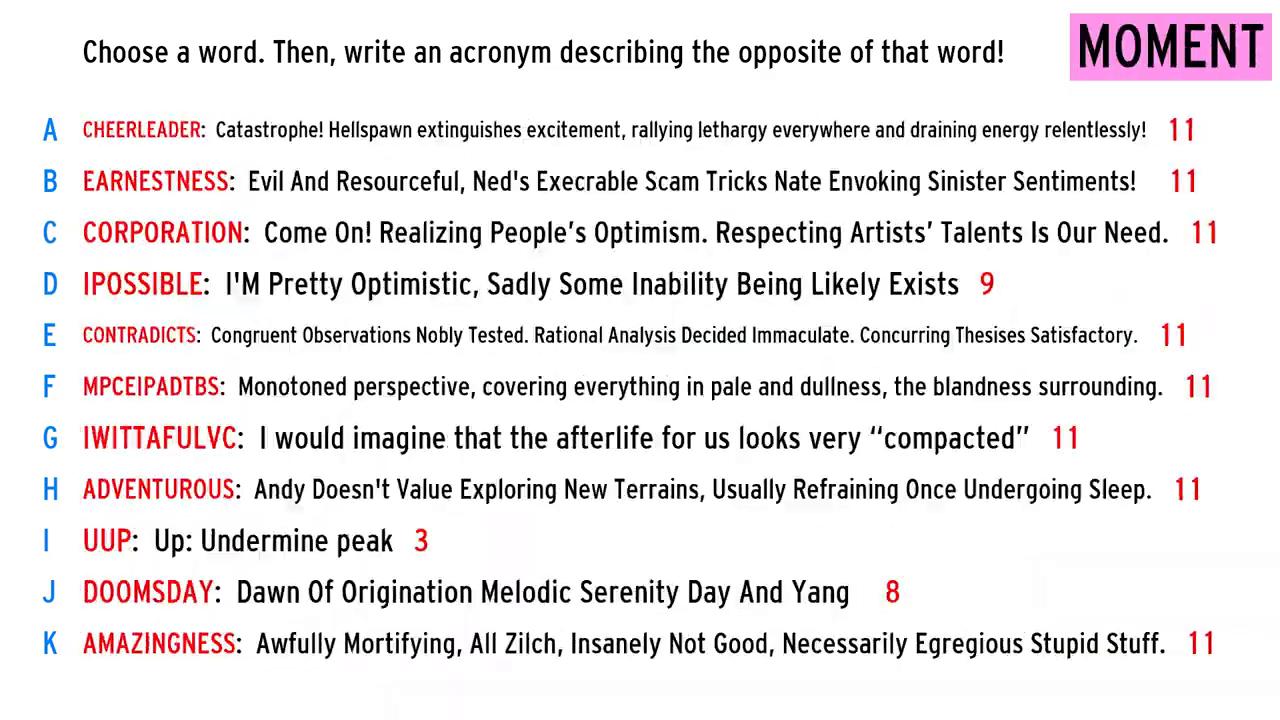 Choose a word. Then, write an acronym describing the opposite of that word!
MOMENT
A CHEERLEADER: Catastrophe! Hellspawn extinguishes excitement, rallying lethargy everywhere and draining energy relentlessly! 11
B EARNESTNESS: Evil And Resourceful, Ned's Execrable Scam Tricks Nate Envoking Sinister Sentiments! 11
C CORPORATION: Come On! Realizing People’s Optimism. Respecting Artists’ Talents Is Our Need. 11
D IPOSSIBLE: I'M Pretty Optimistic, Sadly Some Inability Being Likely Exists 9
E CONTRADICTS: Congruent Observations Nobly Tested. Rational Analysis Decided Immaculate. Concurring Thesises Satisfactory. 11
F MPCEIPADTBS: Monotoned perspective, covering everything in pale and dullness, the blandness surrounding. 11
G IWITTAFULVC: I would imagine that the afterlife for us looks very “compacted” 11
H ADVENTUROUS: Andy Doesn't Value Exploring New Terrains, Usually Refraining Once Undergoing Sleep. 11
I UUP: Up: Undermine peak 3
J DOOMSDAY: Dawn Of Origination Melodic Serenity Day And Yang 8
K AMAZINGNESS: Awfully Mortifying, All Zilch, Insanely Not Good, Necessarily Egregious Stupid Stuff. 11